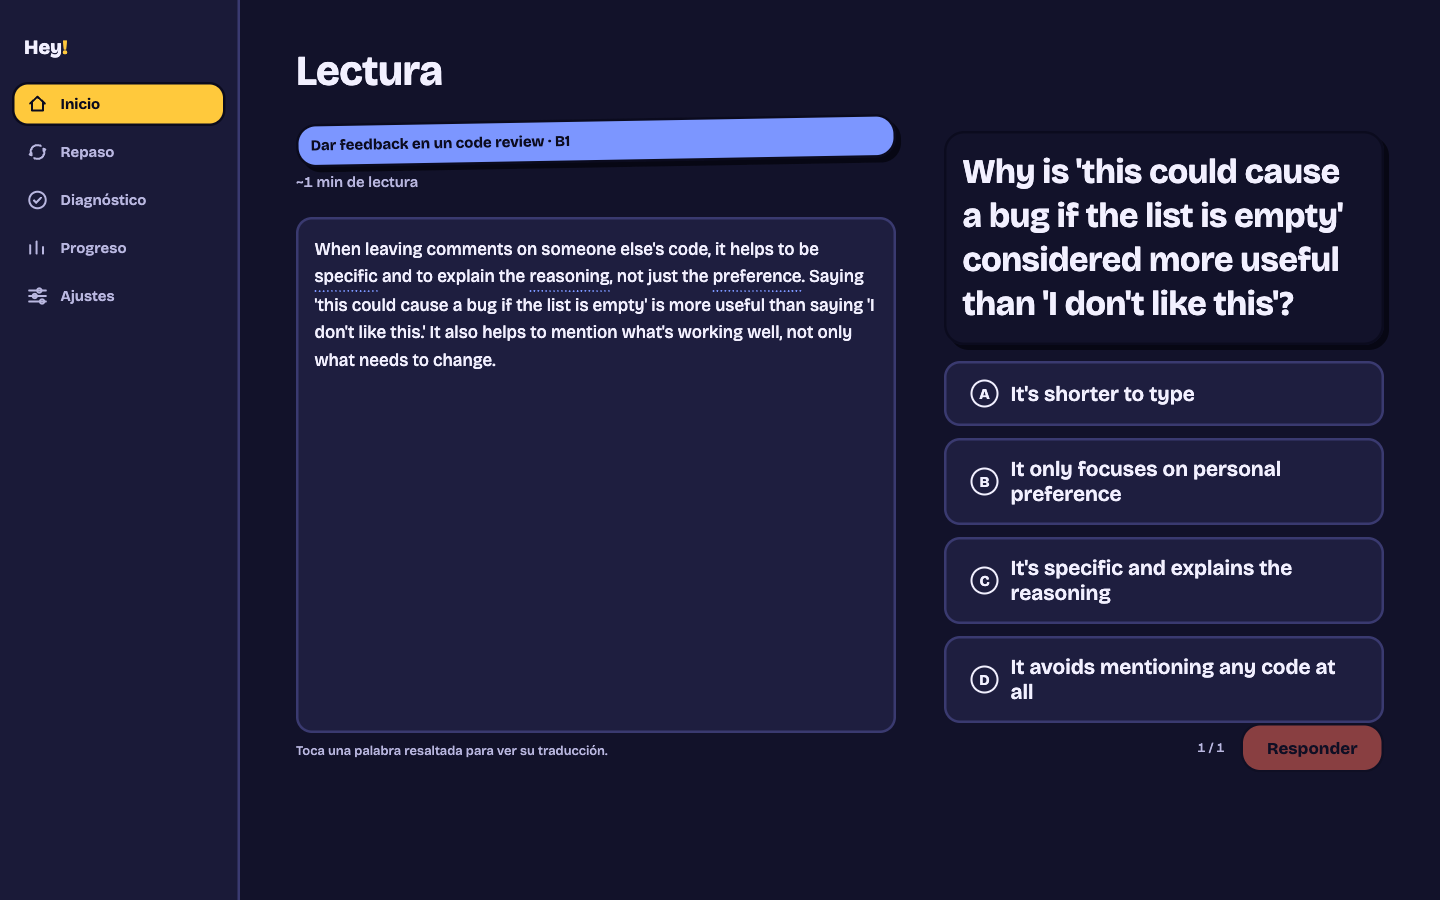 Hey!
Inicio
Repaso
Diagnóstico
Progreso
Ajustes
Lectura
Dar feedback en un code review · B1
~1 min de lectura
When leaving comments on someone else's code, it helps to be
specific and to explain the reasoning, not just the preference. Saying
'this could cause a bug if the list is empty' is more useful than saying 'I
don't like this.' It also helps to mention what's working well, not only
what needs to change.
Toca una palabra resaltada para ver su traducción.
Why is 'this could cause
a bug if the list is empty'
considered more useful
than 'I don't like this'?
A It's shorter to type
B It only focuses on personal
preference
C It's specific and explains the
reasoning
D It avoids mentioning any code at
all
1 / 1
Responder